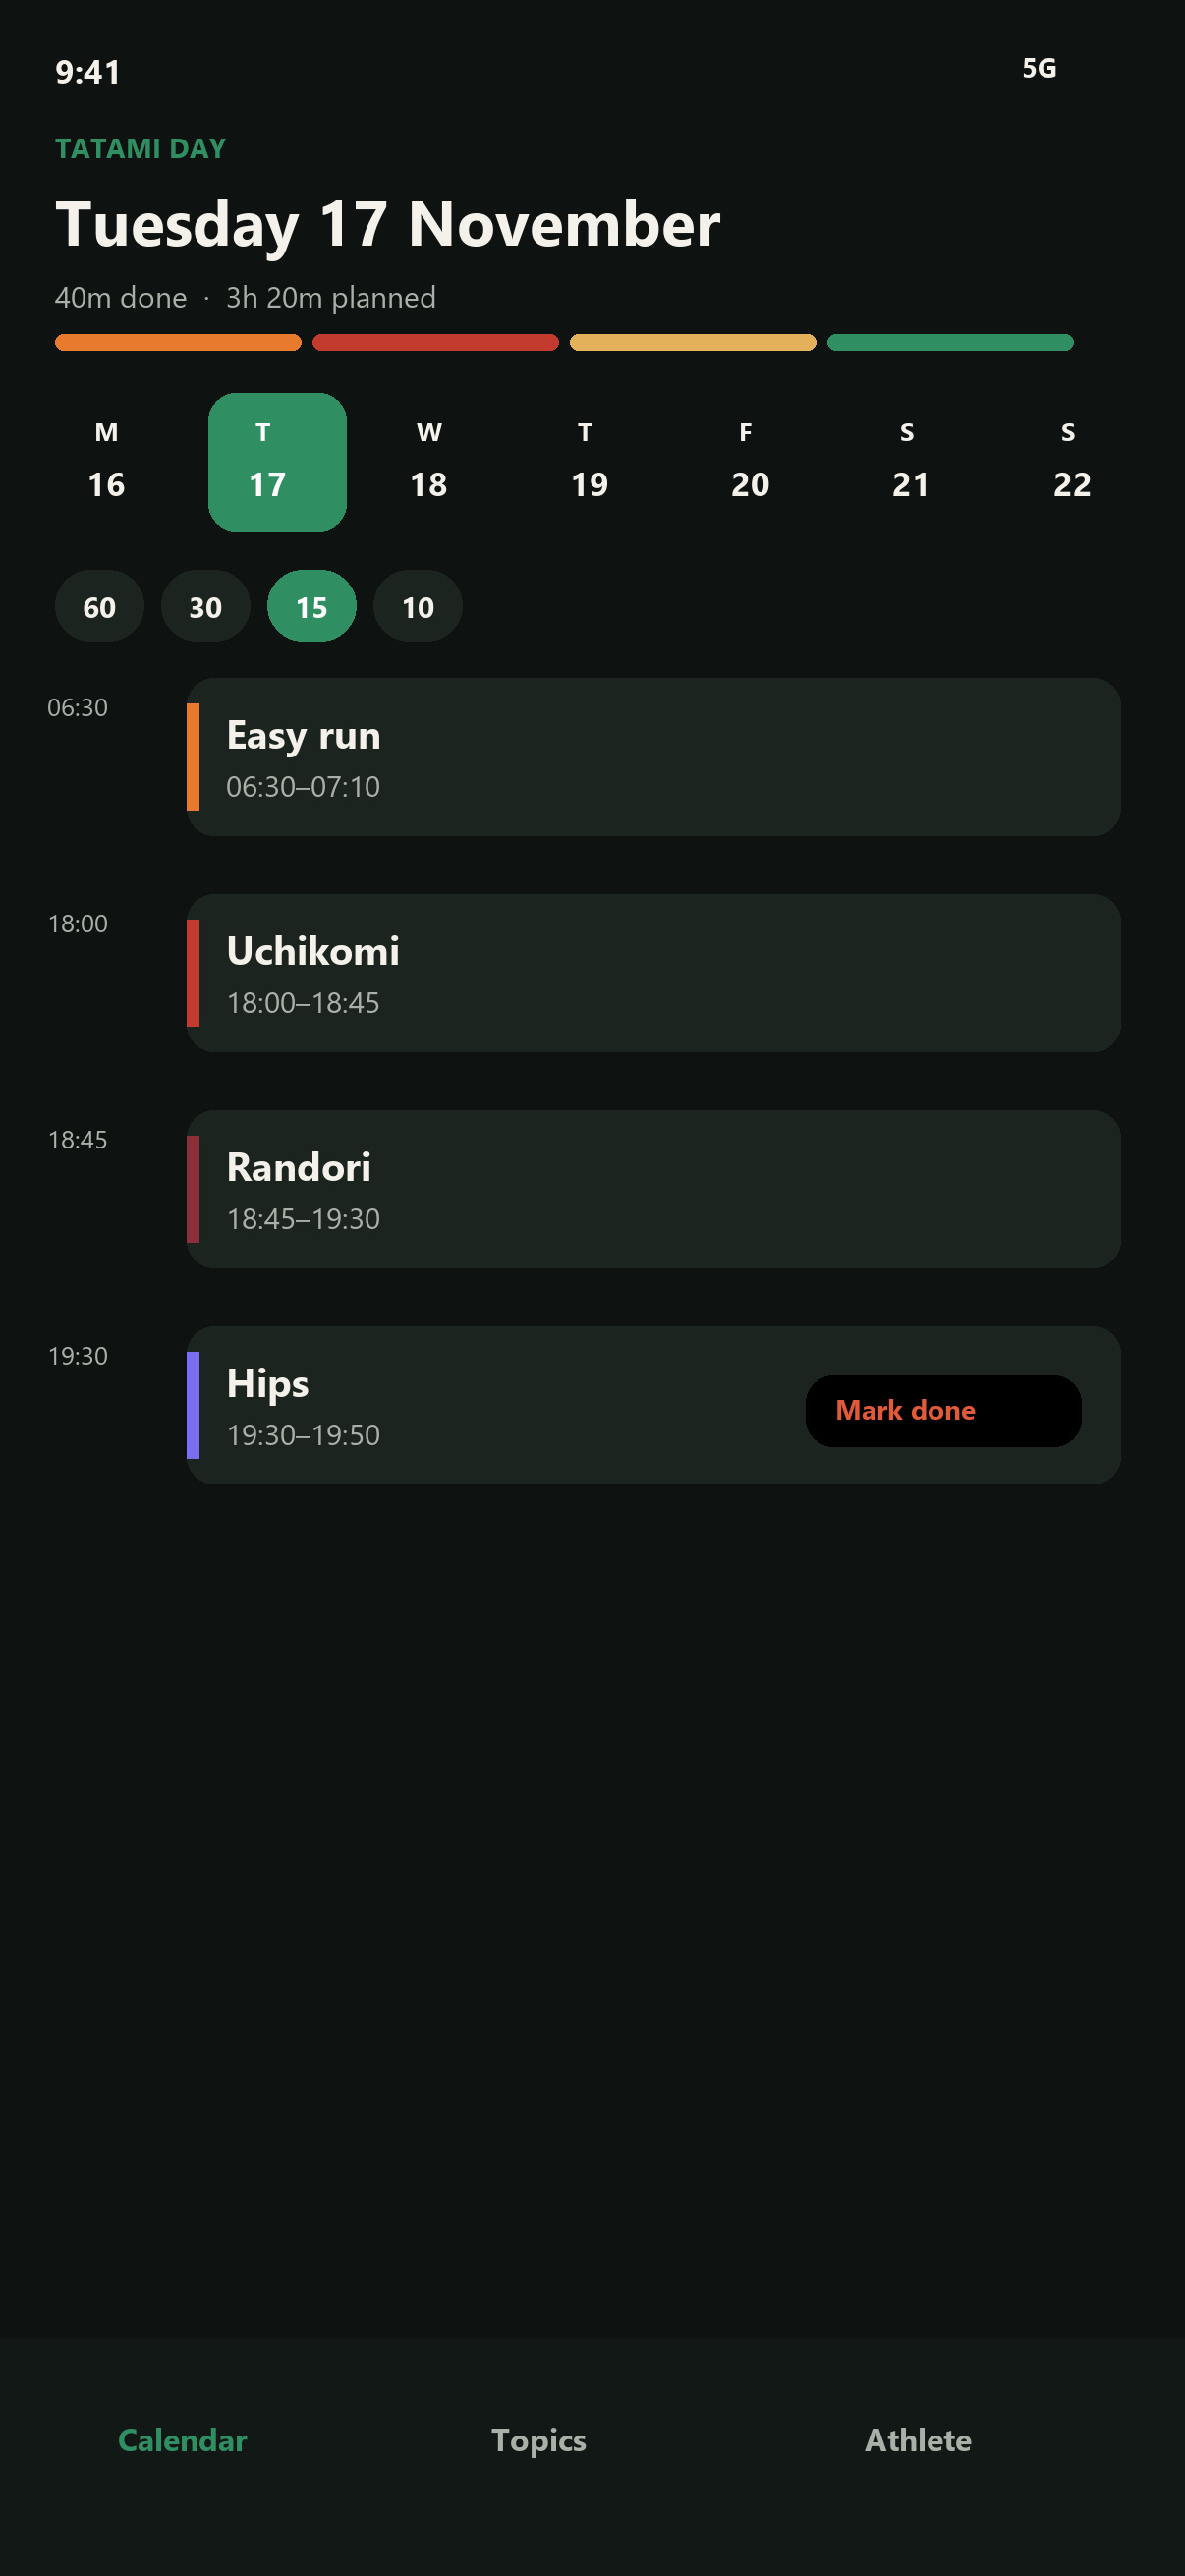 9:41 5G
TATAMI DAY
Tuesday 17 November
40m done · 3h 20m planned
M T W T F S S
16 17 18 19 20 21 22
60 30 15 10
06:30 Easy run
06:30–07:10
18:00 Uchikomi
18:00–18:45
18:45 Randori
18:45–19:30
19:30 Hips
19:30–19:50
Mark done
Calendar Topics Athlete